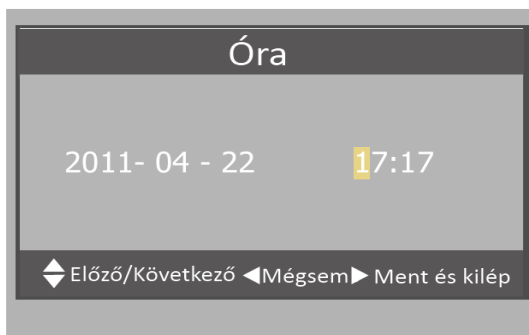 Óra
2011- 04 - 22 17:17
Előző/Következő ◀Mégsem▶ Ment és kilép